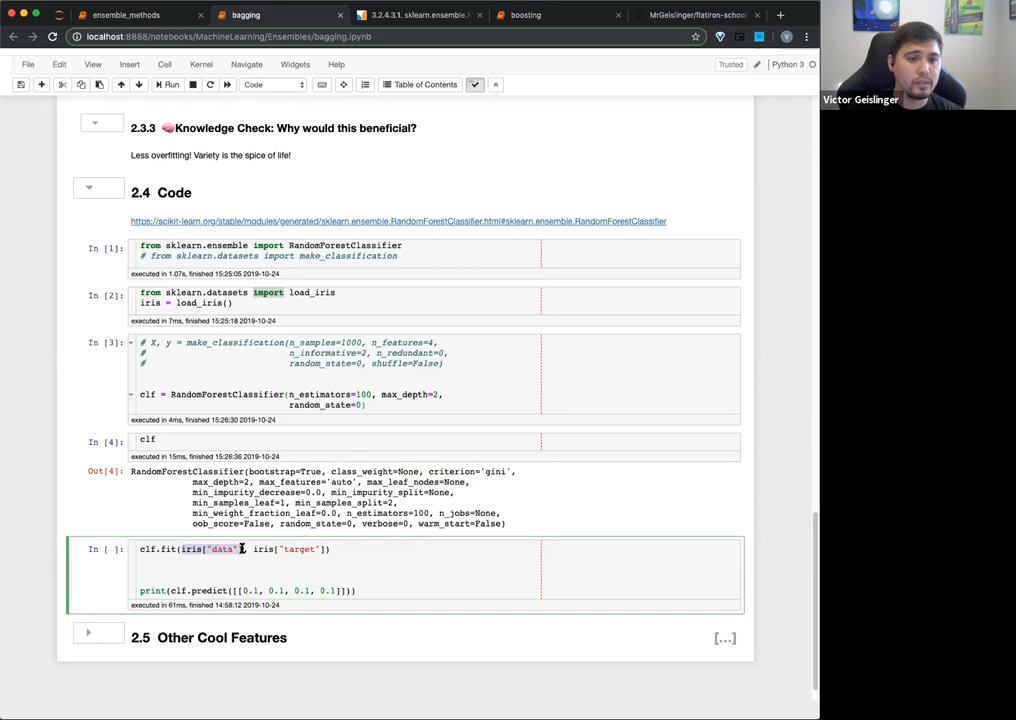 ensemble_methods
bagging
3.2.4.3.1. sklearn.ensemble.
boosting
MrGeislinger/flatiron-schoo
localhost:8888/notebooks/MachineLearning/Ensembles/bagging.ipynb
V
File Edit View Insert Cell Kernel Navigate Widgets Help
Trusted
Python 3
Run
Code
Table of Contents
Victor Geislinger
2.3.3 🧠Knowledge Check: Why would this beneficial?
Less overfitting! Variety is the spice of life!
2.4 Code
https://scikit-learn.org/stable/modules/generated/sklearn.ensemble.RandomForestClassifier.html#sklearn.ensemble.RandomForestClassifier
In [1]:
from sklearn.ensemble import RandomForestClassifier
# from sklearn.datasets import make_classification
executed in 1.07s, finished 15:25:05 2019-10-24
In [2]:
from sklearn.datasets import load_iris
iris = load_iris()
executed in 7ms, finished 15:25:18 2019-10-24
In [3]:
# X, y = make_classification(n_samples=1000, n_features=4,
# n_informative=2, n_redundant=0,
# random_state=0, shuffle=False)
clf = RandomForestClassifier(n_estimators=100, max_depth=2,
random_state=0)
executed in 4ms, finished 15:26:30 2019-10-24
In [4]:
clf
executed in 15ms, finished 15:26:36 2019-10-24
Out[4]:
RandomForestClassifier(bootstrap=True, class_weight=None, criterion='gini',
max_depth=2, max_features='auto', max_leaf_nodes=None,
min_impurity_decrease=0.0, min_impurity_split=None,
min_samples_leaf=1, min_samples_split=2,
min_weight_fraction_leaf=0.0, n_estimators=100, n_jobs=None,
oob_score=False, random_state=0, verbose=0, warm_start=False)
In [ ]:
clf.fit(iris["data"], iris["target"])
print(clf.predict([[0.1, 0.1, 0.1, 0.1]]))
executed in 61ms, finished 14:58:12 2019-10-24
2.5 Other Cool Features
[...]